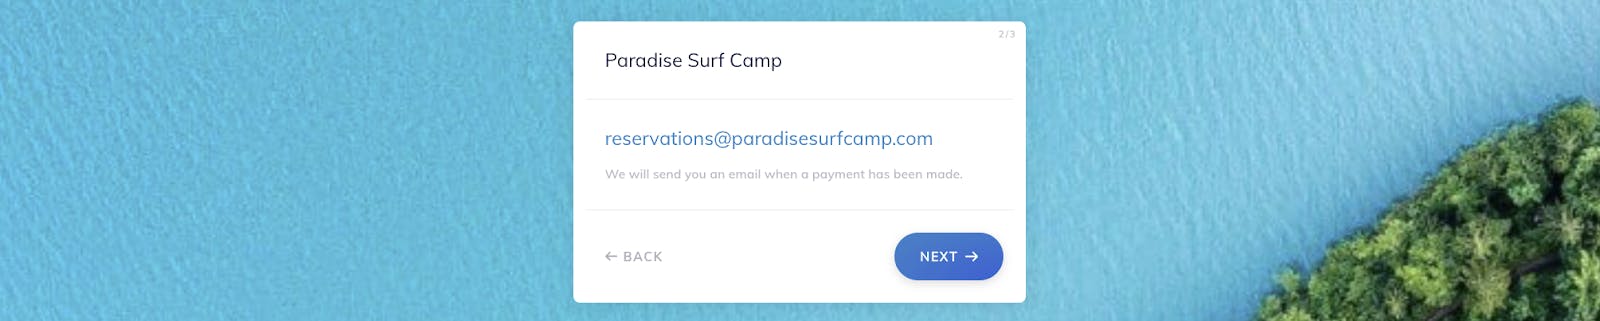 2/3
Paradise Surf Camp
reservations@paradisesurfcamp.com
We will send you an email when a payment has been made.
← BACK
NEXT →